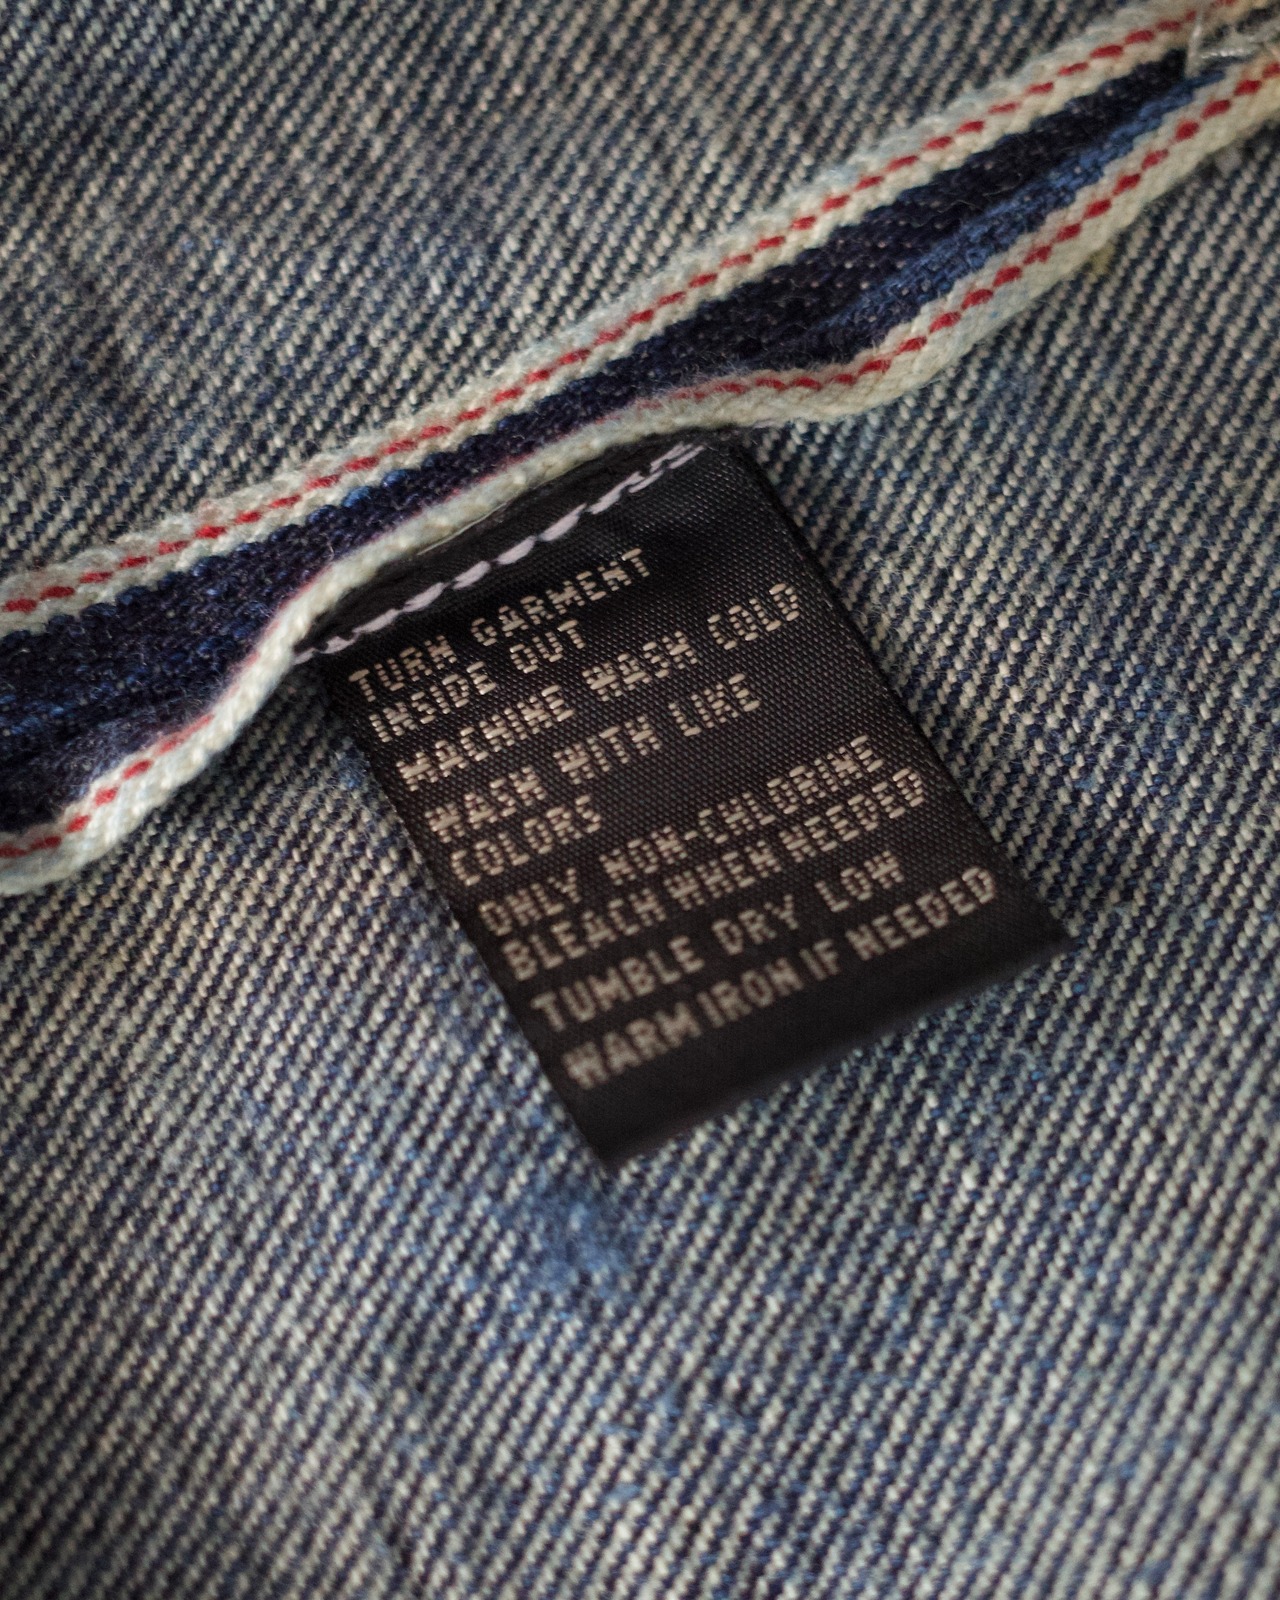 TURN GARMENT
INSIDE OUT
MACHINE WASH COLD
WASH WITH LIKE
COLORS
ONLY NON-CHLORINE
BLEACH WHEN NEEDED
TUMBLE DRY LOW
WARM IRON IF NEEDED